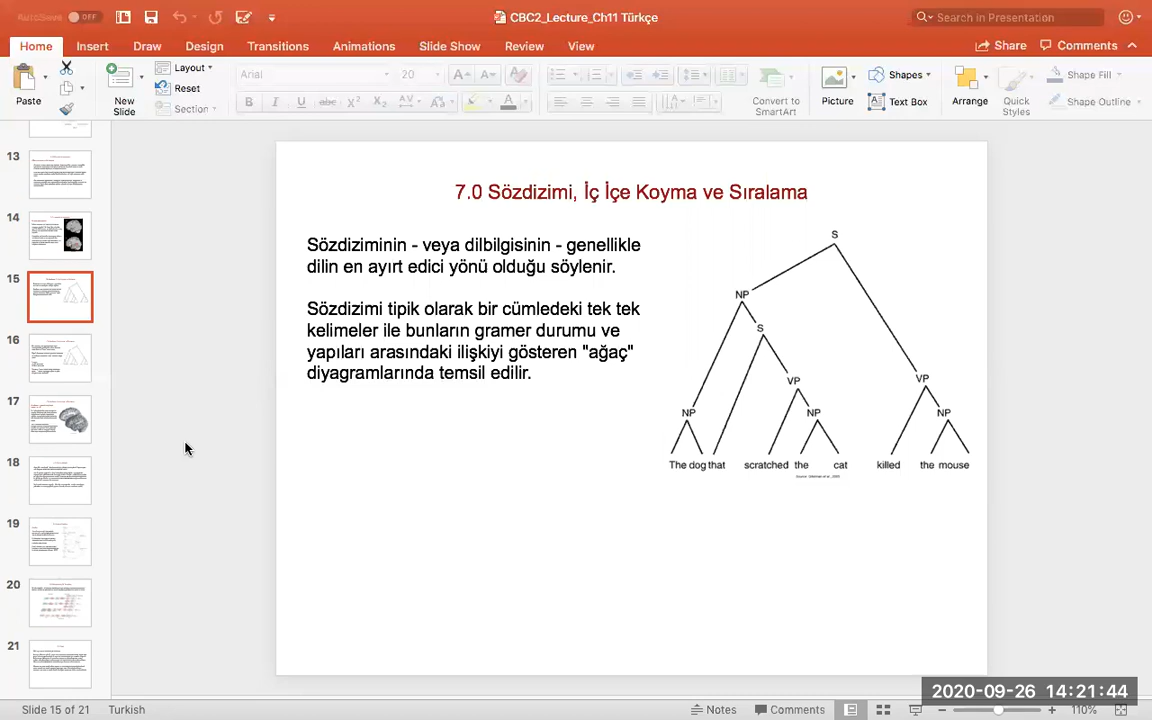 AutoSave OFF
CBC2_Lecture_Ch11 Türkçe
Search in Presentation
Home Insert Draw Design Transitions Animations Slide Show Review View
Share Comments
Paste
New Slide
Layout
Reset
Section
Arial 20
Convert to SmartArt
Picture
Shapes
Text Box
Arrange
Quick Styles
Shape Fill
Shape Outline
13
14
15
16
17
18
19
20
21
7.0 Sözdizimi, İç İçe Koyma ve Sıralama
Sözdiziminin - veya dilbilgisinin - genellikle
dilin en ayırt edici yönü olduğu söylenir.
Sözdizimi tipik olarak bir cümledeki tek tek
kelimeler ile bunların gramer durumu ve
yapıları arasındaki ilişkiyi gösteren "ağaç"
diyagramlarında temsil edilir.
S
NP
S
VP VP
NP NP NP
The dog that scratched the cat killed the mouse
2020-09-26 14:21:44
Slide 15 of 21 Turkish Notes Comments 110%